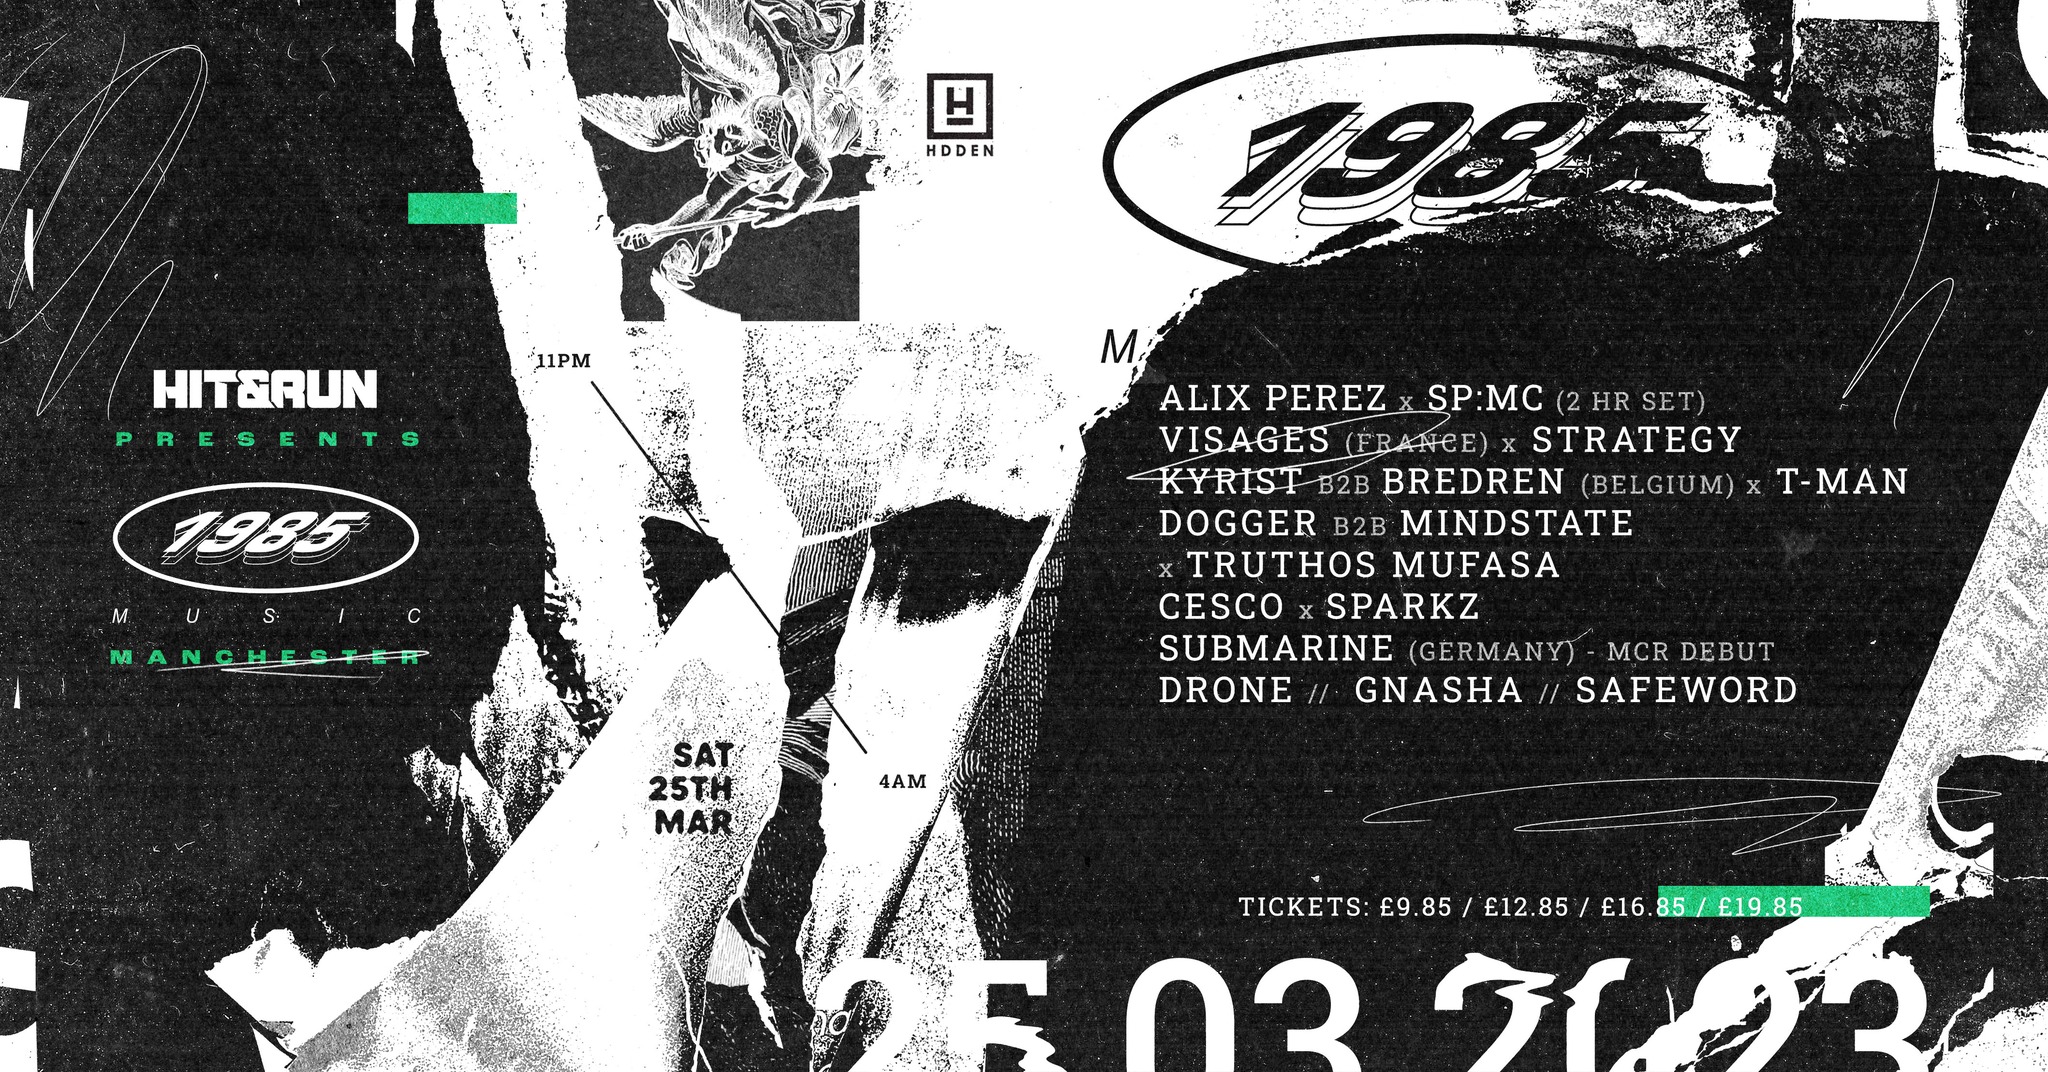 HIT&RUN
PRESENTS
1985
MUSIC
MANCHESTER
11PM
4AM
SAT
25TH
MAR
H
HDDEN
1985
M
ALIX PEREZ x SP:MC (2 HR SET)
VISAGES (FRANCE) x STRATEGY
KYRIST B2B BREDREN (BELGIUM) x T-MAN
DOGGER B2B MINDSTATE
x TRUTHOS MUFASA
CESCO x SPARKZ
SUBMARINE (GERMANY) - MCR DEBUT
DRONE // GNASHA // SAFEWORD
TICKETS: £9.85 / £12.85 / £16.85 / £19.85
25.03.2023